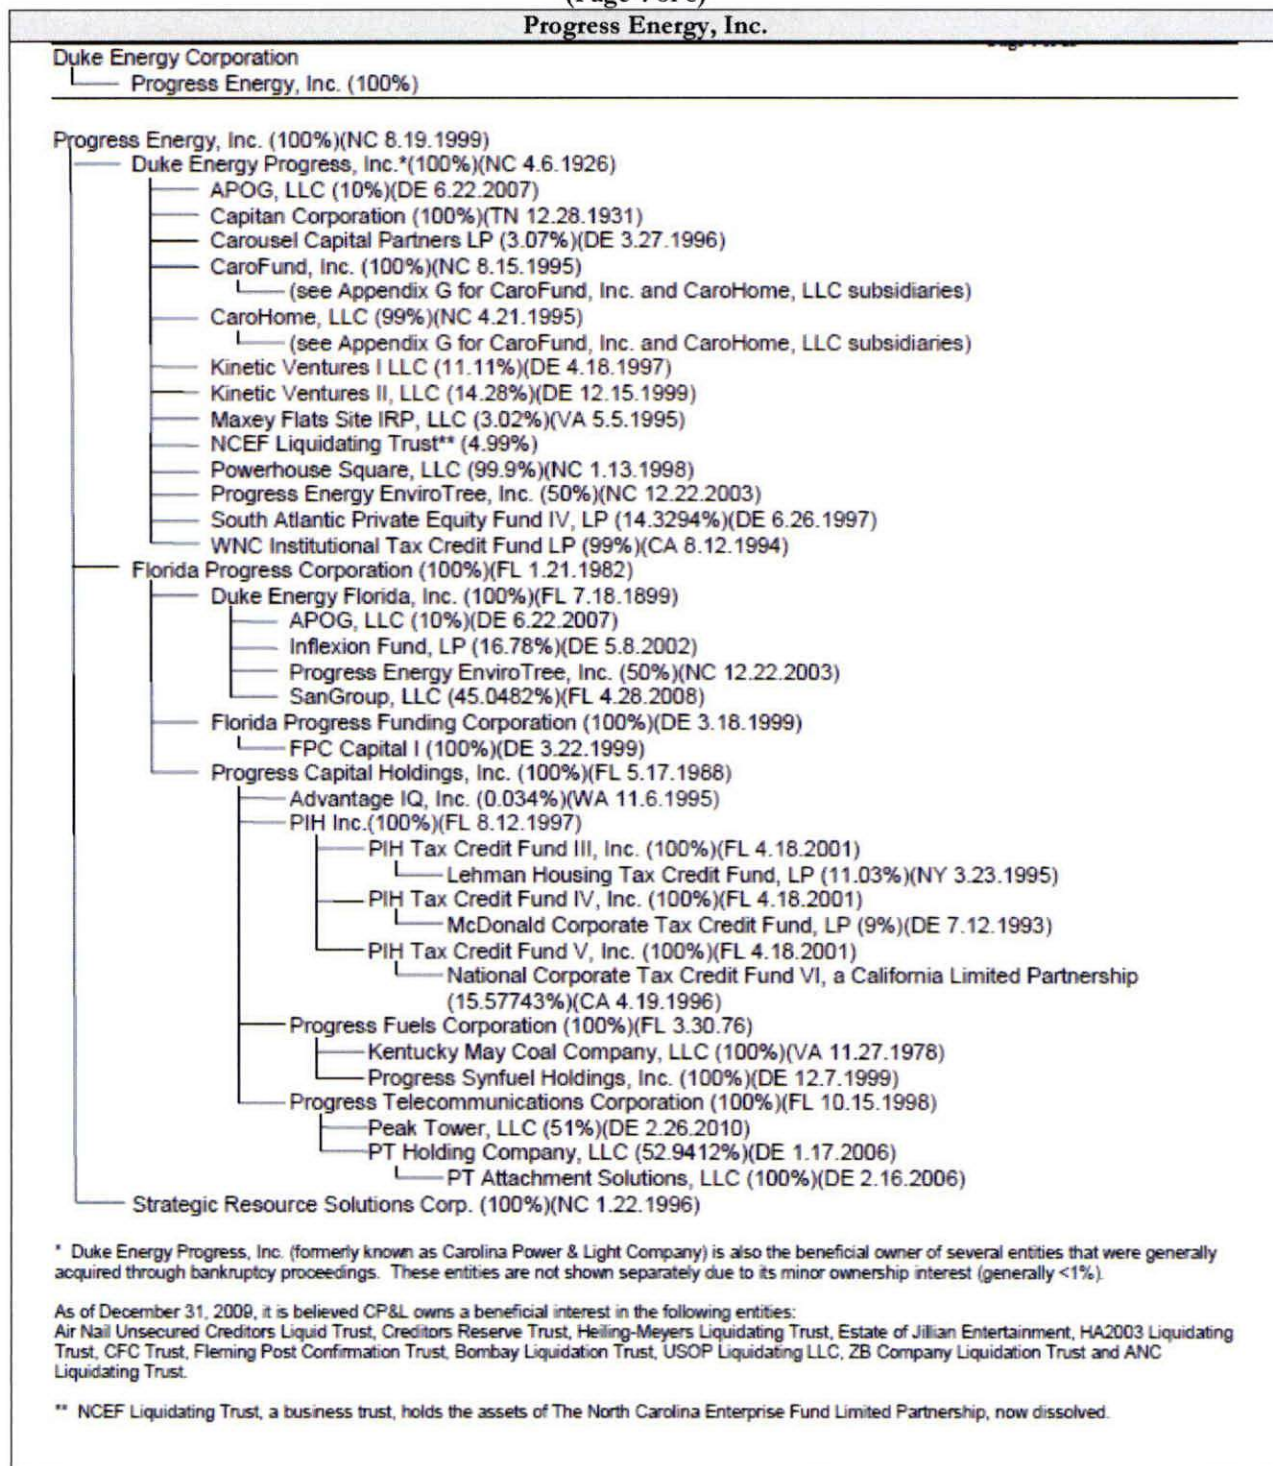 Progress Energy, Inc.
Duke Energy Corporation
Progress Energy, Inc. (100%)
Progress Energy, Inc. (100%)(NC 8.19.1999)
Duke Energy Progress, Inc.*(100%)(NC 4.6.1926)
APOG, LLC (10%)(DE 6.22.2007)
Capitan Corporation (100%)(TN 12.28.1931)
Carousel Capital Partners LP (3.07%)(DE 3.27.1996)
CaroFund, Inc. (100%)(NC 8.15.1995)
(see Appendix G for CaroFund, Inc. and CaroHome, LLC subsidiaries)
CaroHome, LLC (99%)(NC 4.21.1995)
(see Appendix G for CaroFund, Inc. and CaroHome, LLC subsidiaries)
Kinetic Ventures I LLC (11.11%)(DE 4.18.1997)
Kinetic Ventures II, LLC (14.28%)(DE 12.15.1999)
Maxey Flats Site IRP, LLC (3.02%)(VA 5.5.1995)
NCEF Liquidating Trust** (4.99%)
Powerhouse Square, LLC (99.9%)(NC 1.13.1998)
Progress Energy EnviroTree, Inc. (50%)(NC 12.22.2003)
South Atlantic Private Equity Fund IV, LP (14.3294%)(DE 6.26.1997)
WNC Institutional Tax Credit Fund LP (99%)(CA 8.12.1994)
Florida Progress Corporation (100%)(FL 1.21.1982)
Duke Energy Florida, Inc. (100%)(FL 7.18.1899)
APOG, LLC (10%)(DE 6.22.2007)
Inflexion Fund, LP (16.78%)(DE 5.8.2002)
Progress Energy EnviroTree, Inc. (50%)(NC 12.22.2003)
SanGroup, LLC (45.0482%)(FL 4.28.2008)
Florida Progress Funding Corporation (100%)(DE 3.18.1999)
FPC Capital I (100%)(DE 3.22.1999)
Progress Capital Holdings, Inc. (100%)(FL 5.17.1988)
Advantage IQ, Inc. (0.034%)(WA 11.6.1995)
PIH Inc.(100%)(FL 8.12.1997)
PIH Tax Credit Fund III, Inc. (100%)(FL 4.18.2001)
Lehman Housing Tax Credit Fund, LP (11.03%)(NY 3.23.1995)
PIH Tax Credit Fund IV, Inc. (100%)(FL 4.18.2001)
McDonald Corporate Tax Credit Fund, LP (9%)(DE 7.12.1993)
PIH Tax Credit Fund V, Inc. (100%)(FL 4.18.2001)
National Corporate Tax Credit Fund VI, a California Limited Partnership
(15.57743%)(CA 4.19.1996)
Progress Fuels Corporation (100%)(FL 3.30.76)
Kentucky May Coal Company, LLC (100%)(VA 11.27.1978)
Progress Synfuel Holdings, Inc. (100%)(DE 12.7.1999)
Progress Telecommunications Corporation (100%)(FL 10.15.1998)
Peak Tower, LLC (51%)(DE 2.26.2010)
PT Holding Company, LLC (52.9412%)(DE 1.17.2006)
PT Attachment Solutions, LLC (100%)(DE 2.16.2006)
Strategic Resource Solutions Corp. (100%)(NC 1.22.1996)
* Duke Energy Progress, Inc. (formerly known as Carolina Power & Light Company) is also the beneficial owner of several entities that were generally
acquired through bankruptcy proceedings. These entities are not shown separately due to its minor ownership interest (generally <1%).
As of December 31, 2009, it is believed CP&L owns a beneficial interest in the following entities:
Air Nail Unsecured Creditors Liquid Trust, Creditors Reserve Trust, Heiling-Meyers Liquidating Trust, Estate of Jillian Entertainment, HA2003 Liquidating
Trust, CFC Trust, Fleming Post Confirmation Trust, Bombay Liquidation Trust, USOP Liquidating LLC, ZB Company Liquidation Trust and ANC
Liquidating Trust.
** NCEF Liquidating Trust, a business trust, holds the assets of The North Carolina Enterprise Fund Limited Partnership, now dissolved.